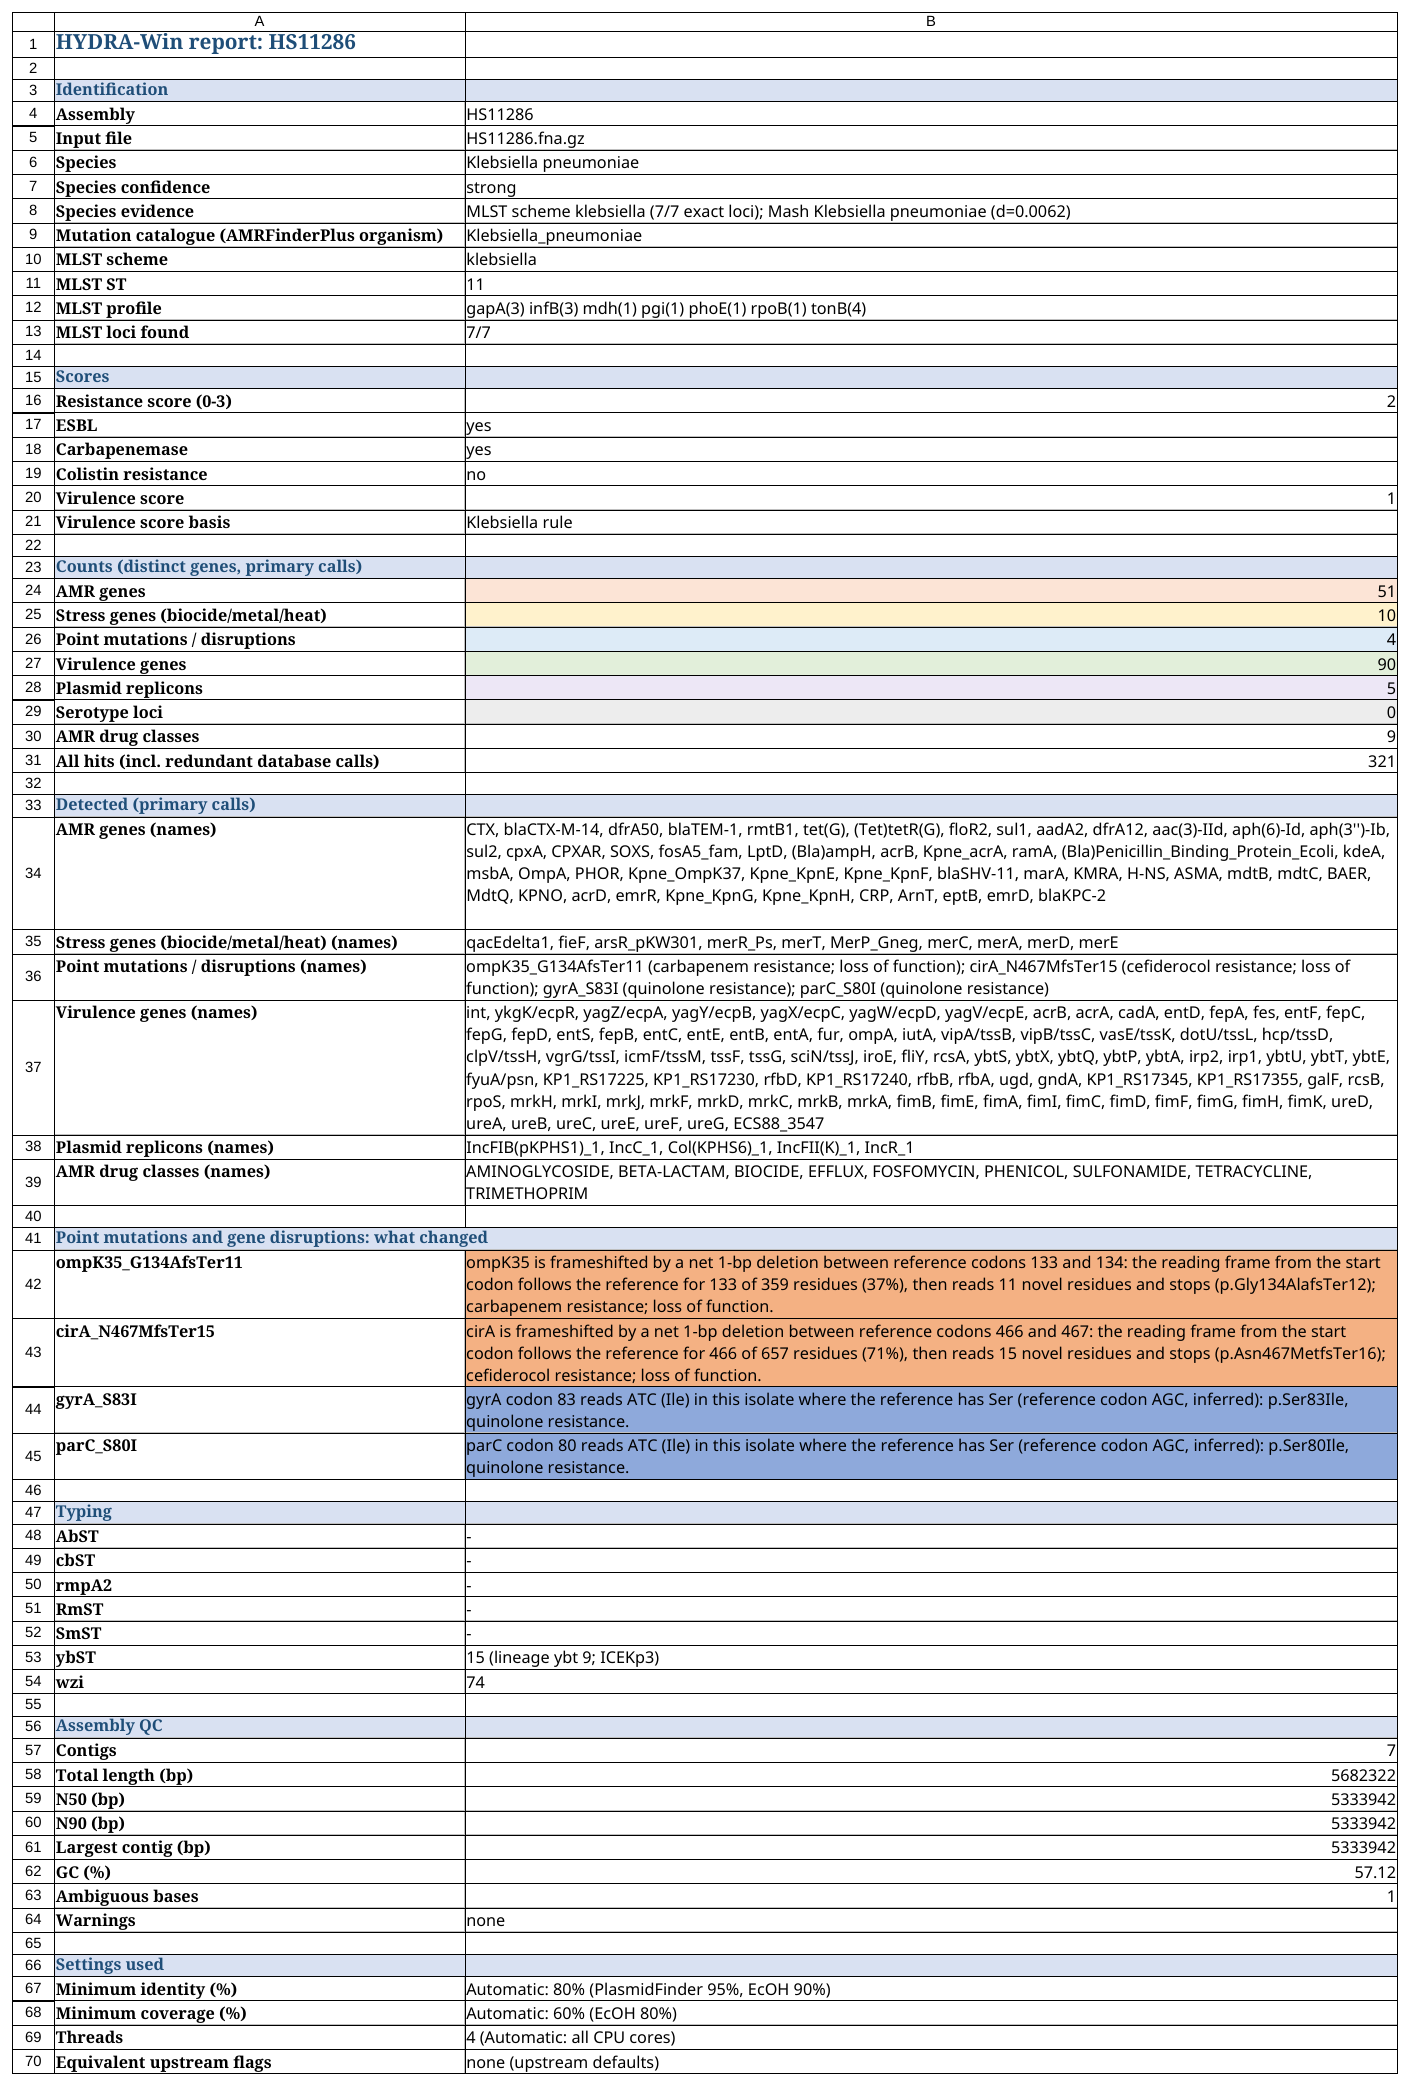 A B
1 HYDRA-Win report: HS11286
2
3 Identification
4 Assembly HS11286
5 Input file HS11286.fna.gz
6 Species Klebsiella pneumoniae
7 Species confidence strong
8 Species evidence MLST scheme klebsiella (7/7 exact loci); Mash Klebsiella pneumoniae (d=0.0062)
9 Mutation catalogue (AMRFinderPlus organism) Klebsiella_pneumoniae
10 MLST scheme klebsiella
11 MLST ST 11
12 MLST profile gapA(3) infB(3) mdh(1) pgi(1) phoE(1) rpoB(1) tonB(4)
13 MLST loci found 7/7
14
15 Scores
16 Resistance score (0-3) 2
17 ESBL yes
18 Carbapenemase yes
19 Colistin resistance no
20 Virulence score 1
21 Virulence score basis Klebsiella rule
22
23 Counts (distinct genes, primary calls)
24 AMR genes 51
25 Stress genes (biocide/metal/heat) 10
26 Point mutations / disruptions 4
27 Virulence genes 90
28 Plasmid replicons 5
29 Serotype loci 0
30 AMR drug classes 9
31 All hits (incl. redundant database calls) 321
32
33 Detected (primary calls)
34 AMR genes (names) CTX, blaCTX-M-14, dfrA50, blaTEM-1, rmtB1, tet(G), (Tet)tetR(G), floR2, sul1, aadA2, dfrA12, aac(3)-IId, aph(6)-Id, aph(3'')-Ib,
sul2, cpxA, CPXAR, SOXS, fosA5_fam, LptD, (Bla)ampH, acrB, Kpne_acrA, ramA, (Bla)Penicillin_Binding_Protein_Ecoli, kdeA,
msbA, OmpA, PHOR, Kpne_OmpK37, Kpne_KpnE, Kpne_KpnF, blaSHV-11, marA, KMRA, H-NS, ASMA, mdtB, mdtC, BAER,
MdtQ, KPNO, acrD, emrR, Kpne_KpnG, Kpne_KpnH, CRP, ArnT, eptB, emrD, blaKPC-2
35 Stress genes (biocide/metal/heat) (names) qacEdelta1, fieF, arsR_pKW301, merR_Ps, merT, MerP_Gneg, merC, merA, merD, merE
36 Point mutations / disruptions (names) ompK35_G134AfsTer11 (carbapenem resistance; loss of function); cirA_N467MfsTer15 (cefiderocol resistance; loss of
function); gyrA_S83I (quinolone resistance); parC_S80I (quinolone resistance)
37 Virulence genes (names) int, ykgK/ecpR, yagZ/ecpA, yagY/ecpB, yagX/ecpC, yagW/ecpD, yagV/ecpE, acrB, acrA, cadA, entD, fepA, fes, entF, fepC,
fepG, fepD, entS, fepB, entC, entE, entB, entA, fur, ompA, iutA, vipA/tssB, vipB/tssC, vasE/tssK, dotU/tssL, hcp/tssD,
clpV/tssH, vgrG/tssI, icmF/tssM, tssF, tssG, sciN/tssJ, iroE, fliY, rcsA, ybtS, ybtX, ybtQ, ybtP, ybtA, irp2, irp1, ybtU, ybtT, ybtE,
fyuA/psn, KP1_RS17225, KP1_RS17230, rfbD, KP1_RS17240, rfbB, rfbA, ugd, gndA, KP1_RS17345, KP1_RS17355, galF, rcsB,
rpoS, mrkH, mrkI, mrkJ, mrkF, mrkD, mrkC, mrkB, mrkA, fimB, fimE, fimA, fimI, fimC, fimD, fimF, fimG, fimH, fimK, ureD,
ureA, ureB, ureC, ureE, ureF, ureG, ECS88_3547
38 Plasmid replicons (names) IncFIB(pKPHS1)_1, IncC_1, Col(KPHS6)_1, IncFII(K)_1, IncR_1
39 AMR drug classes (names) AMINOGLYCOSIDE, BETA-LACTAM, BIOCIDE, EFFLUX, FOSFOMYCIN, PHENICOL, SULFONAMIDE, TETRACYCLINE,
TRIMETHOPRIM
40
41 Point mutations and gene disruptions: what changed
42 ompK35_G134AfsTer11 ompK35 is frameshifted by a net 1-bp deletion between reference codons 133 and 134: the reading frame from the start
codon follows the reference for 133 of 359 residues (37%), then reads 11 novel residues and stops (p.Gly134AlafsTer12);
carbapenem resistance; loss of function.
43 cirA_N467MfsTer15 cirA is frameshifted by a net 1-bp deletion between reference codons 466 and 467: the reading frame from the start
codon follows the reference for 466 of 657 residues (71%), then reads 15 novel residues and stops (p.Asn467MetfsTer16);
cefiderocol resistance; loss of function.
44 gyrA_S83I gyrA codon 83 reads ATC (Ile) in this isolate where the reference has Ser (reference codon AGC, inferred): p.Ser83Ile,
quinolone resistance.
45 parC_S80I parC codon 80 reads ATC (Ile) in this isolate where the reference has Ser (reference codon AGC, inferred): p.Ser80Ile,
quinolone resistance.
46
47 Typing
48 AbST -
49 cbST -
50 rmpA2 -
51 RmST -
52 SmST -
53 ybST 15 (lineage ybt 9; ICEKp3)
54 wzi 74
55
56 Assembly QC
57 Contigs 7
58 Total length (bp) 5682322
59 N50 (bp) 5333942
60 N90 (bp) 5333942
61 Largest contig (bp) 5333942
62 GC (%) 57.12
63 Ambiguous bases 1
64 Warnings none
65
66 Settings used
67 Minimum identity (%) Automatic: 80% (PlasmidFinder 95%, EcOH 90%)
68 Minimum coverage (%) Automatic: 60% (EcOH 80%)
69 Threads 4 (Automatic: all CPU cores)
70 Equivalent upstream flags none (upstream defaults)